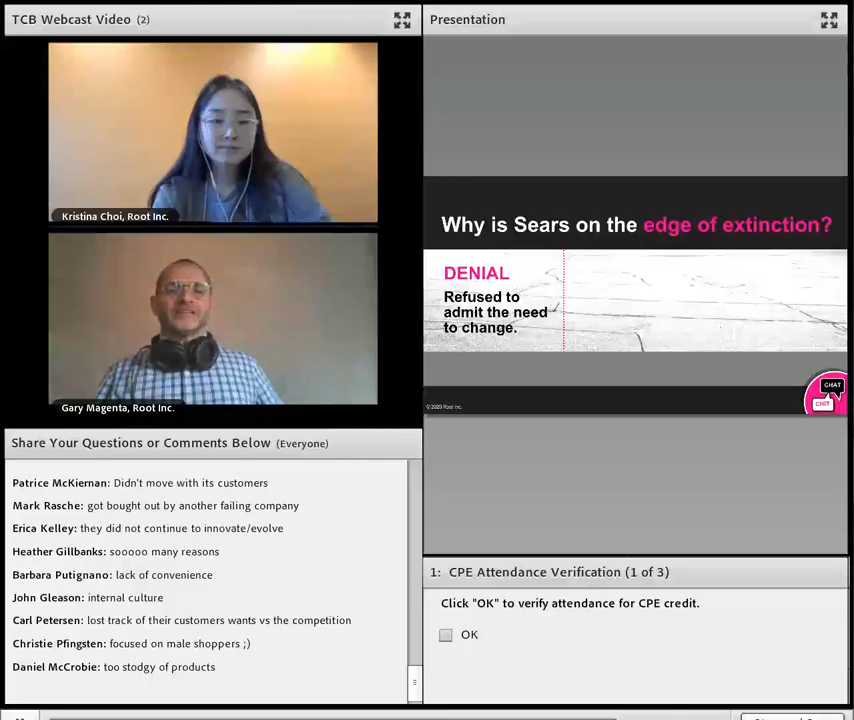 TCB Webcast Video (2)
Kristina Choi, Root Inc.
Gary Magenta, Root Inc.
Share Your Questions or Comments Below (Everyone)
Patrice McKiernan: Didn't move with its customers
Mark Rasche: got bought out by another failing company
Erica Kelley: they did not continue to innovate/evolve
Heather Gillbanks: sooooo many reasons
Barbara Putignano: lack of convenience
John Gleason: internal culture
Carl Petersen: lost track of their customers wants vs the competition
Christie Pfingsten: focused on male shoppers ;)
Daniel McCrobie: too stodgy of products
Presentation
Why is Sears on the edge of extinction?
DENIAL
Refused to
admit the need
to change.
CHAT
CHIT
© 2020 Root Inc.
1: CPE Attendance Verification (1 of 3)
Click "OK" to verify attendance for CPE credit.
OK